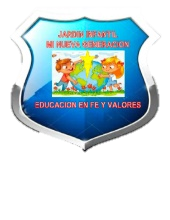 JARDIN INFANTIL
MI NUEVA GENERACION
EDUCACION EN FE Y VALORES